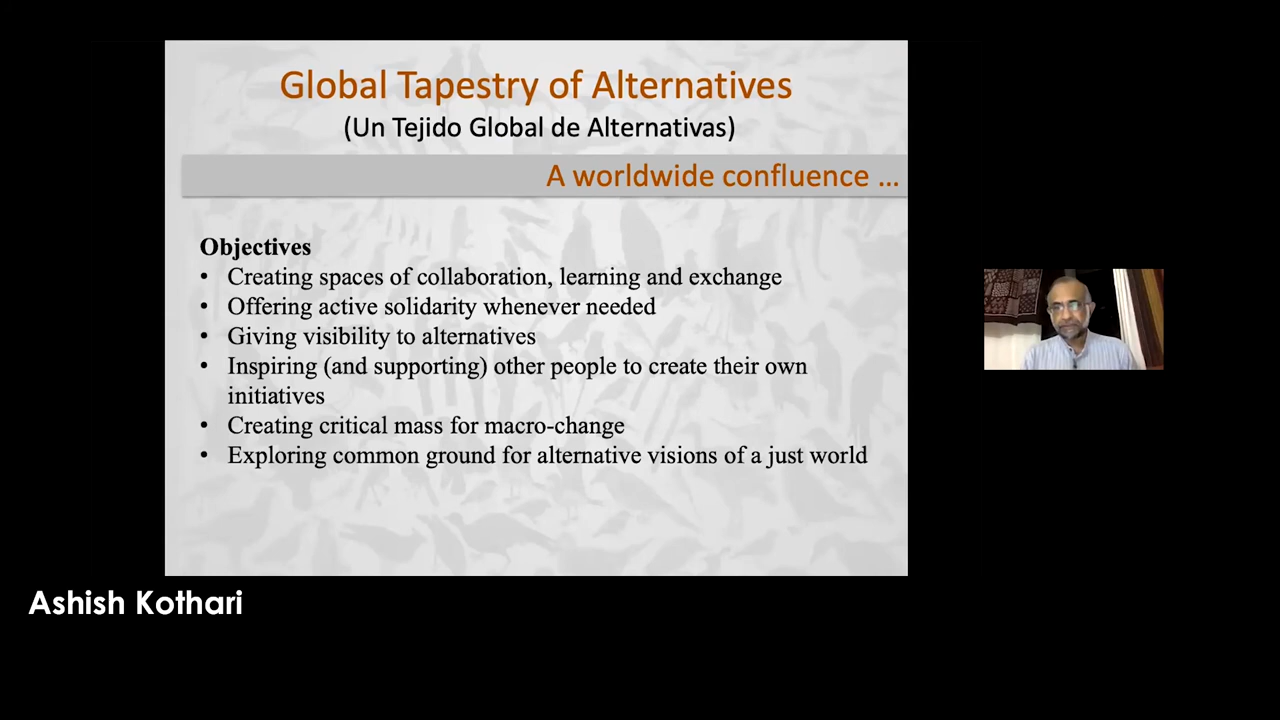 Global Tapestry of Alternatives
(Un Tejido Global de Alternativas)
A worldwide confluence ...
Objectives
• Creating spaces of collaboration, learning and exchange
• Offering active solidarity whenever needed
• Giving visibility to alternatives
• Inspiring (and supporting) other people to create their own
initiatives
• Creating critical mass for macro-change
• Exploring common ground for alternative visions of a just world
Ashish Kothari